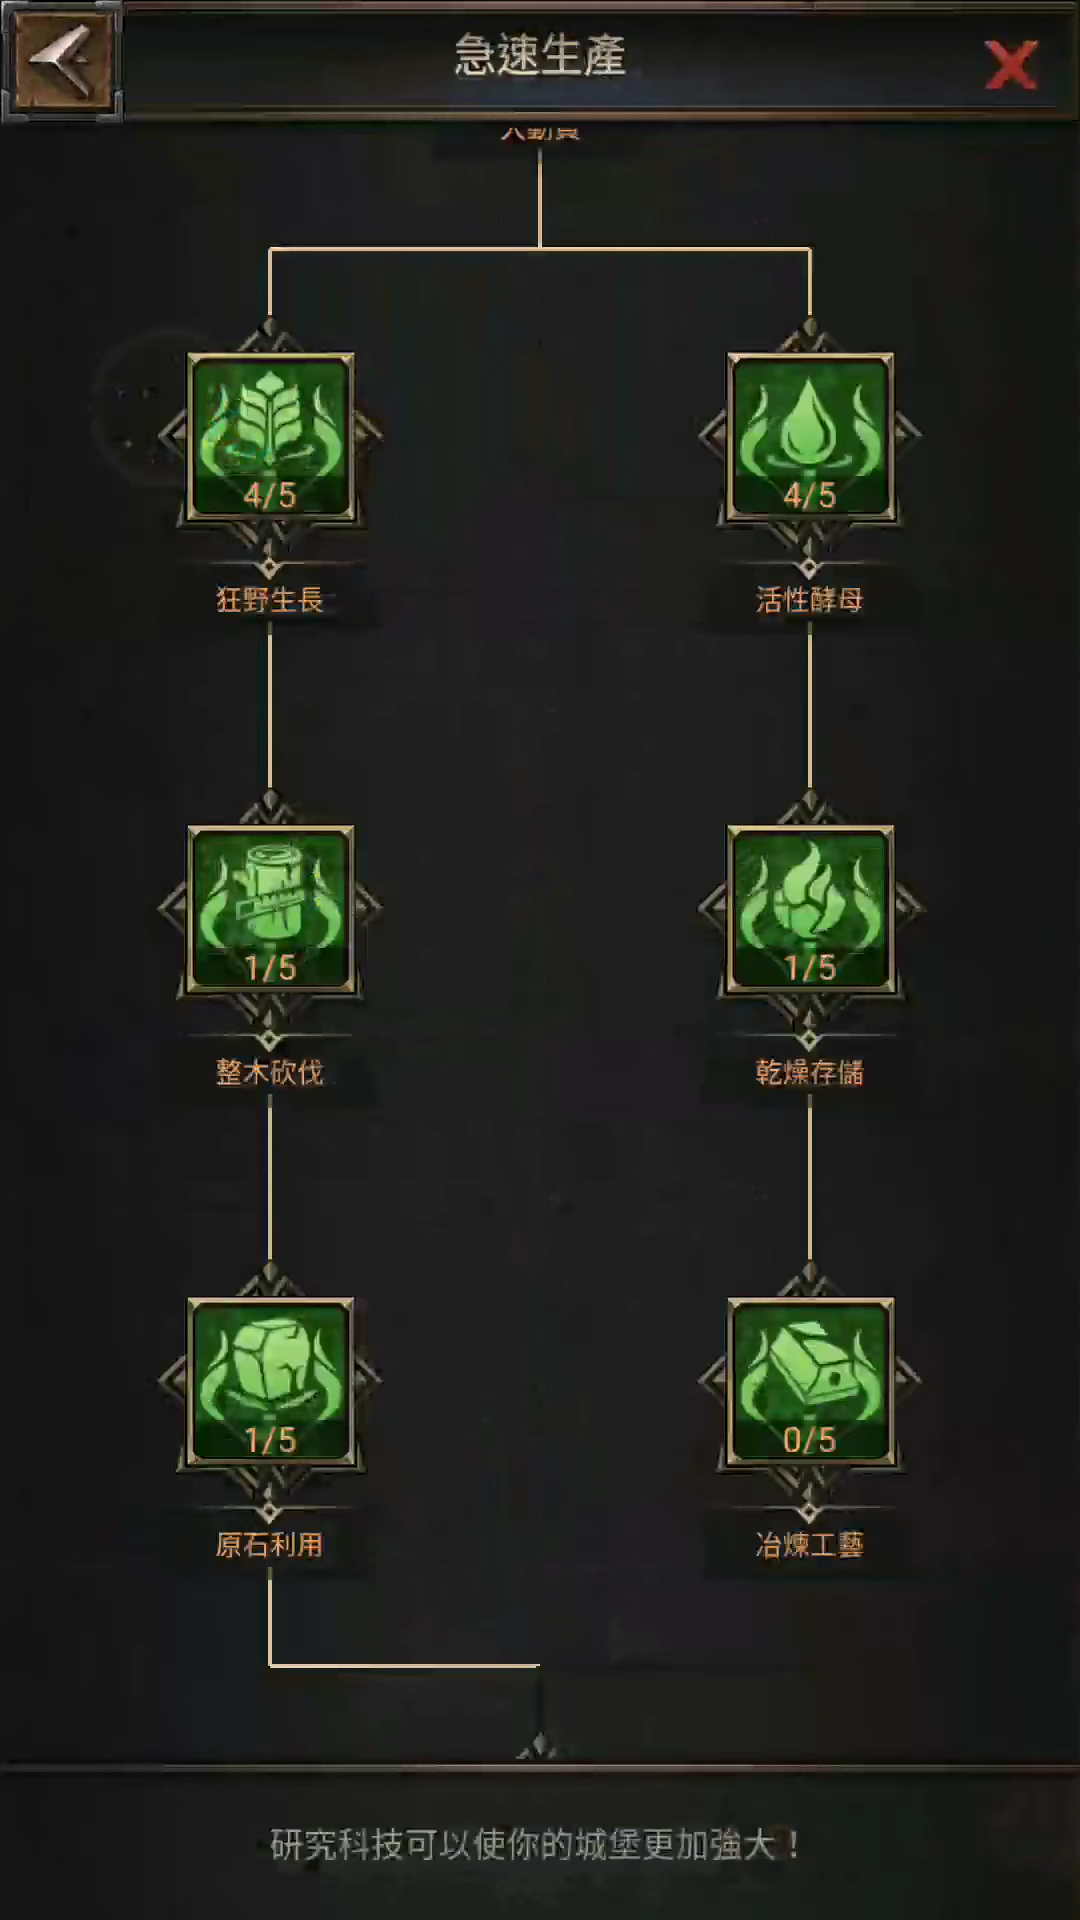 急速生產
4/5
4/5
狂野生長
活性酵母
1/5
1/5
整木砍伐
乾燥存儲
1/5
0/5
原石利用
冶煉工藝
研究科技可以使你的城堡更加強大！